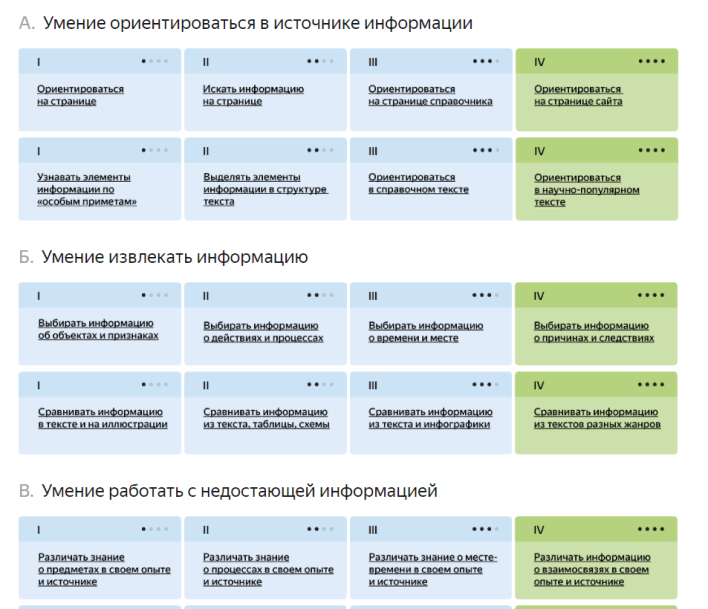 А. Умение ориентироваться в источнике информации
I
II
III
IV
Ориентироваться
на странице
Искать информацию
на странице
Ориентироваться
на странице справочника
Ориентироваться
на странице сайта
I
II
III
IV
Узнавать элементы
информации по
«особым приметам»
Выделять элементы
информации в структуре
текста
Ориентироваться
в справочном тексте
Ориентироваться
в научно-популярном
тексте
Б. Умение извлекать информацию
I
II
III
IV
Выбирать информацию
об объектах и признаках
Выбирать информацию
о действиях и процессах
Выбирать информацию
о времени и месте
Выбирать информацию
о причинах и следствиях
I
II
III
IV
Сравнивать информацию
в тексте и на иллюстрации
Сравнивать информацию
из текста, таблицы, схемы
Сравнивать информацию
из текста и инфографики
Сравнивать информацию
из текстов разных жанров
В. Умение работать с недостающей информацией
I
II
III
IV
Различать знание
о предметах в своем опыте
и источнике
Различать знание
о процессах в своем опыте
и источнике
Различать знание о месте-
времени в своем опыте
и источнике
Различать информацию
о взаимосвязях в своем
опыте и источнике